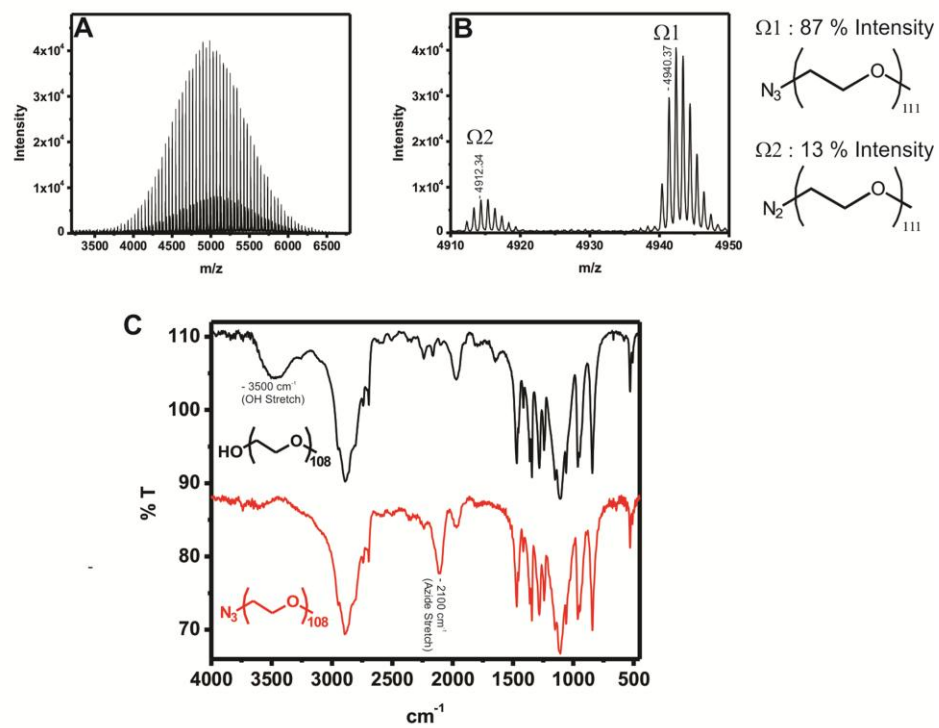 A
4x10⁴
3x10⁴
2x10⁴
1x10⁴
0
Intensity
3500 4000 4500 5000 5500 6000 6500
m/z
B
4x10⁴
3x10⁴
2x10⁴
1x10⁴
0
Intensity
Ω2
- 4912.34
Ω1
- 4940.37
4910 4920 4930 4940 4950
m/z
Ω1 : 87 % Intensity
N₃ O 111
Ω2 : 13 % Intensity
N₂ O 111
C
110
100
90
80
70
% T
- 3500 cm⁻¹
(OH Stretch)
HO O 108
N₃ O 108
- 2100 cm⁻¹
(Azide Stretch)
4000 3500 3000 2500 2000 1500 1000 500
cm⁻¹